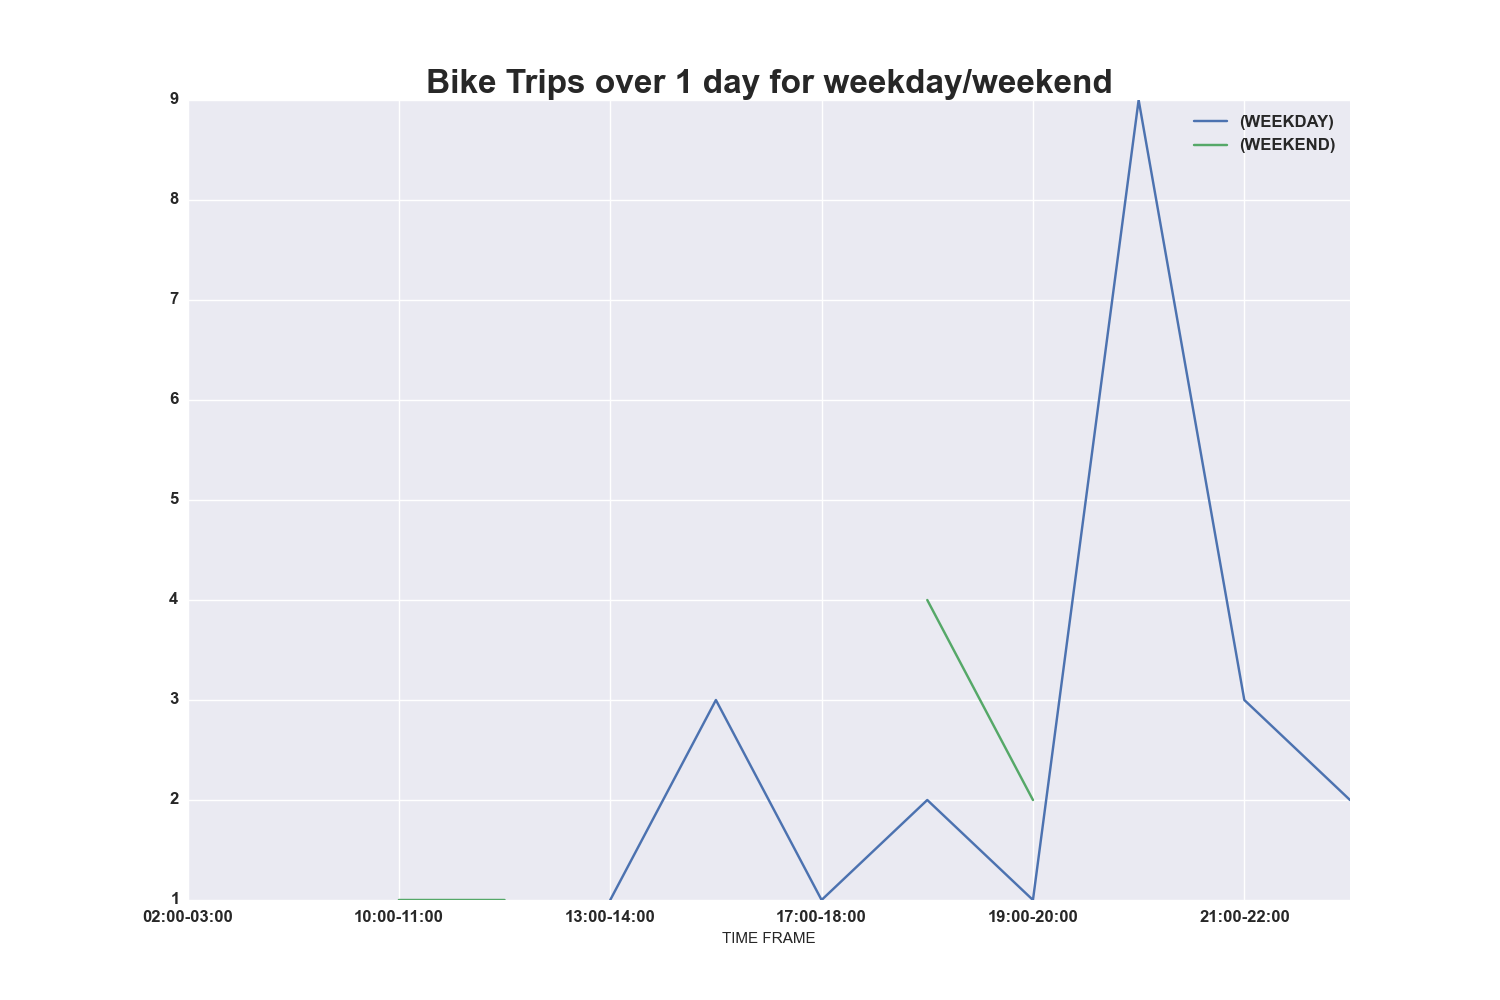 Bike Trips over 1 day for weekday/weekend
9
(WEEKDAY)
(WEEKEND)
8
7
6
5
4
3
2
1
02:00-03:00 10:00-11:00 13:00-14:00 17:00-18:00 19:00-20:00 21:00-22:00
TIME FRAME